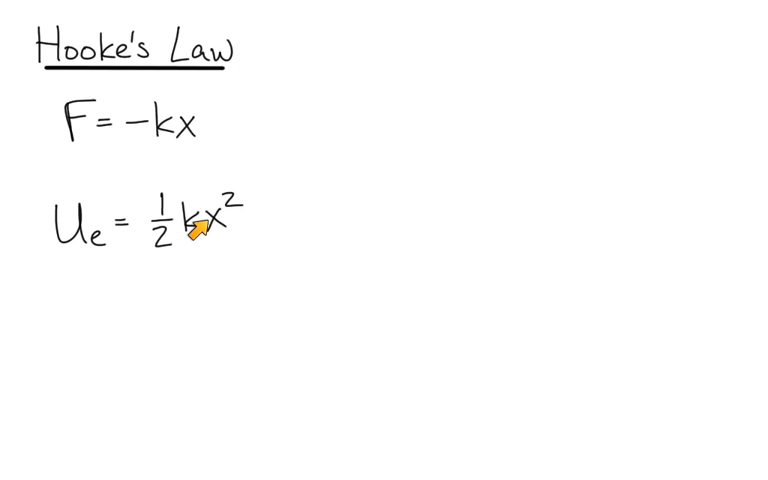 Hooke's Law
F = -kx
Ue = 1/2 kx²